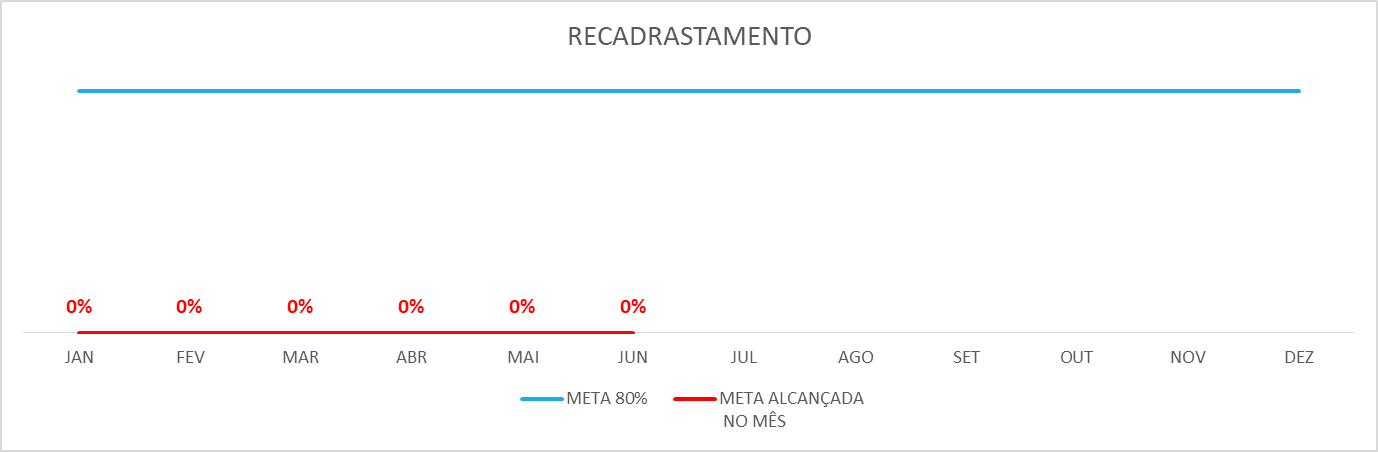 RECADRASTAMENTO
0% 0% 0% 0% 0% 0%
JAN FEV MAR ABR MAI JUN JUL AGO SET OUT NOV DEZ
META 80% META ALCANÇADA
NO MÊS